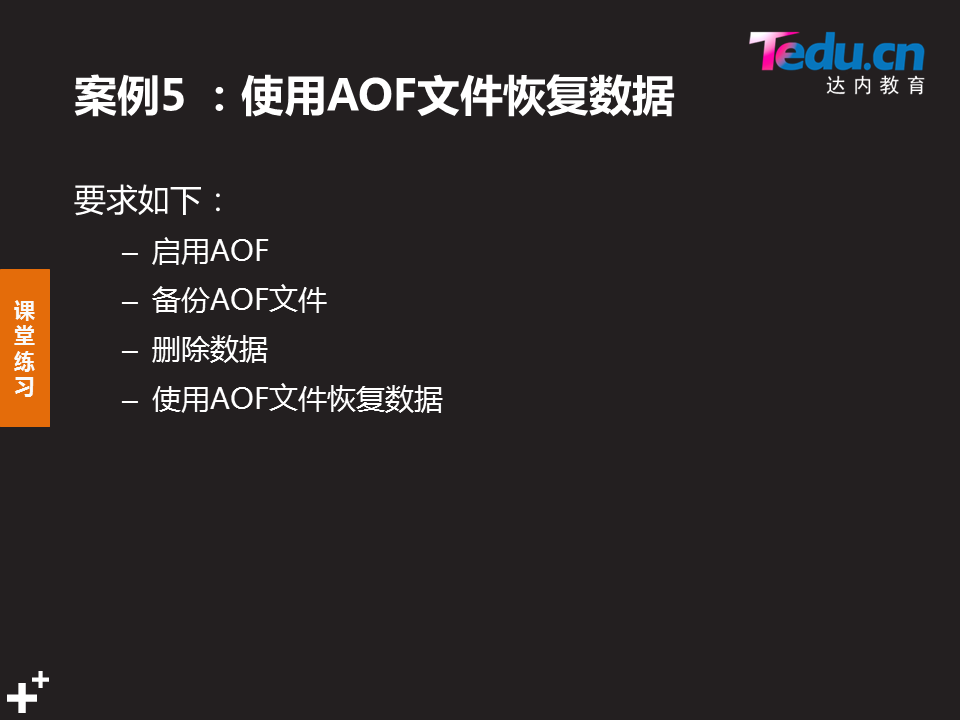 Tedu.cn
达内教育
案例5 ：使用AOF文件恢复数据
要求如下：
– 启用AOF
– 备份AOF文件
– 删除数据
– 使用AOF文件恢复数据
课
堂
练
习